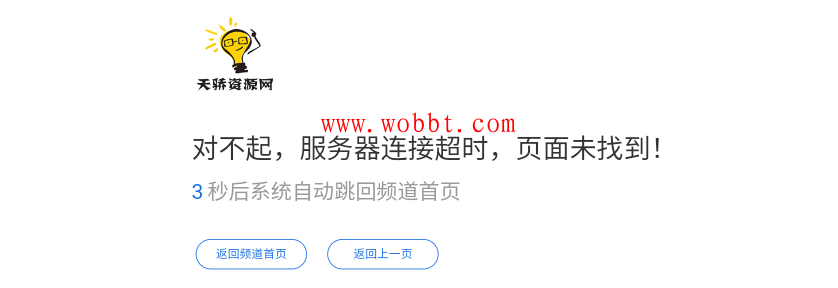 天骄资源网
www.wobbt.com
对不起，服务器连接超时，页面未找到！
3 秒后系统自动跳回频道首页
返回频道首页
返回上一页